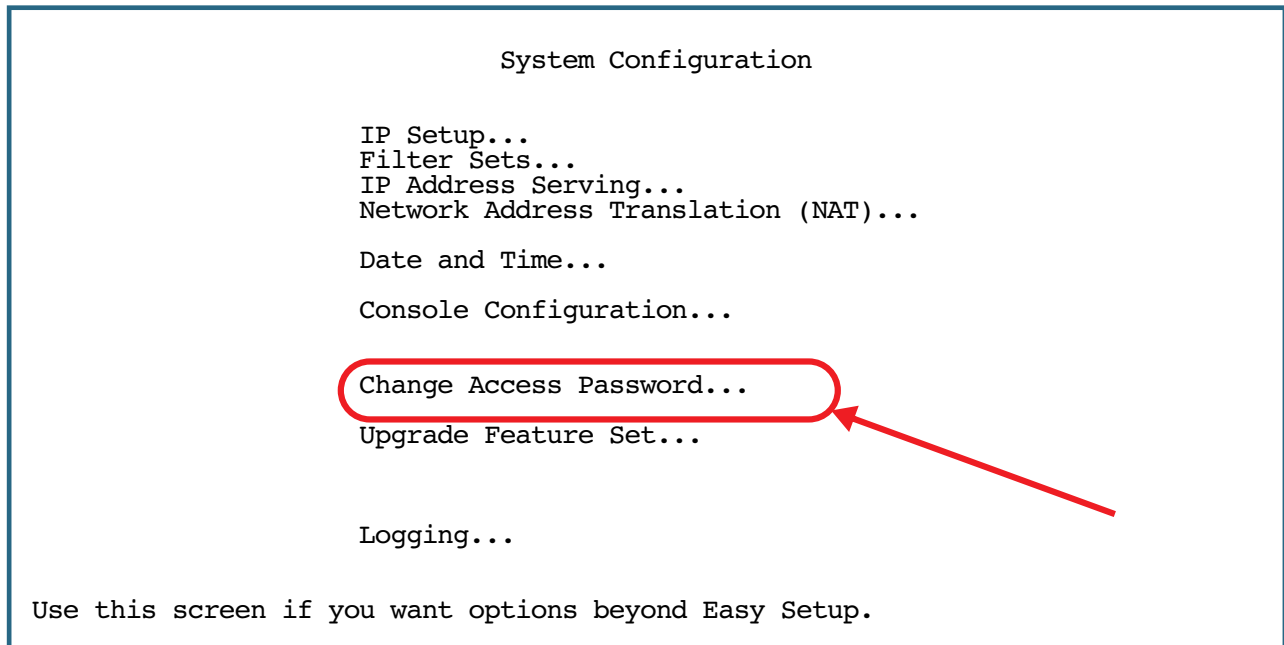 System Configuration
IP Setup...
Filter Sets...
IP Address Serving...
Network Address Translation (NAT)...
Date and Time...
Console Configuration...
Change Access Password...
Upgrade Feature Set...
Logging...
Use this screen if you want options beyond Easy Setup.